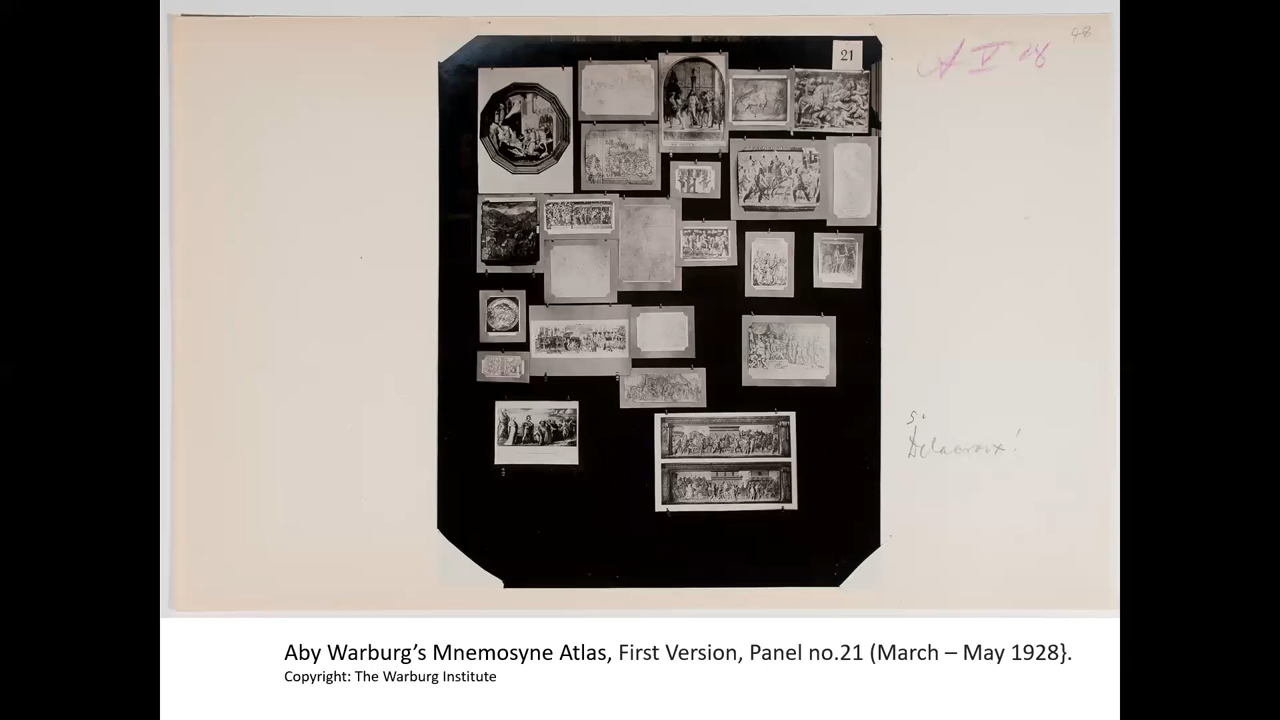 48
A V 28
21
S.
Delacroix!
Aby Warburg’s Mnemosyne Atlas, First Version, Panel no.21 (March – May 1928}.
Copyright: The Warburg Institute